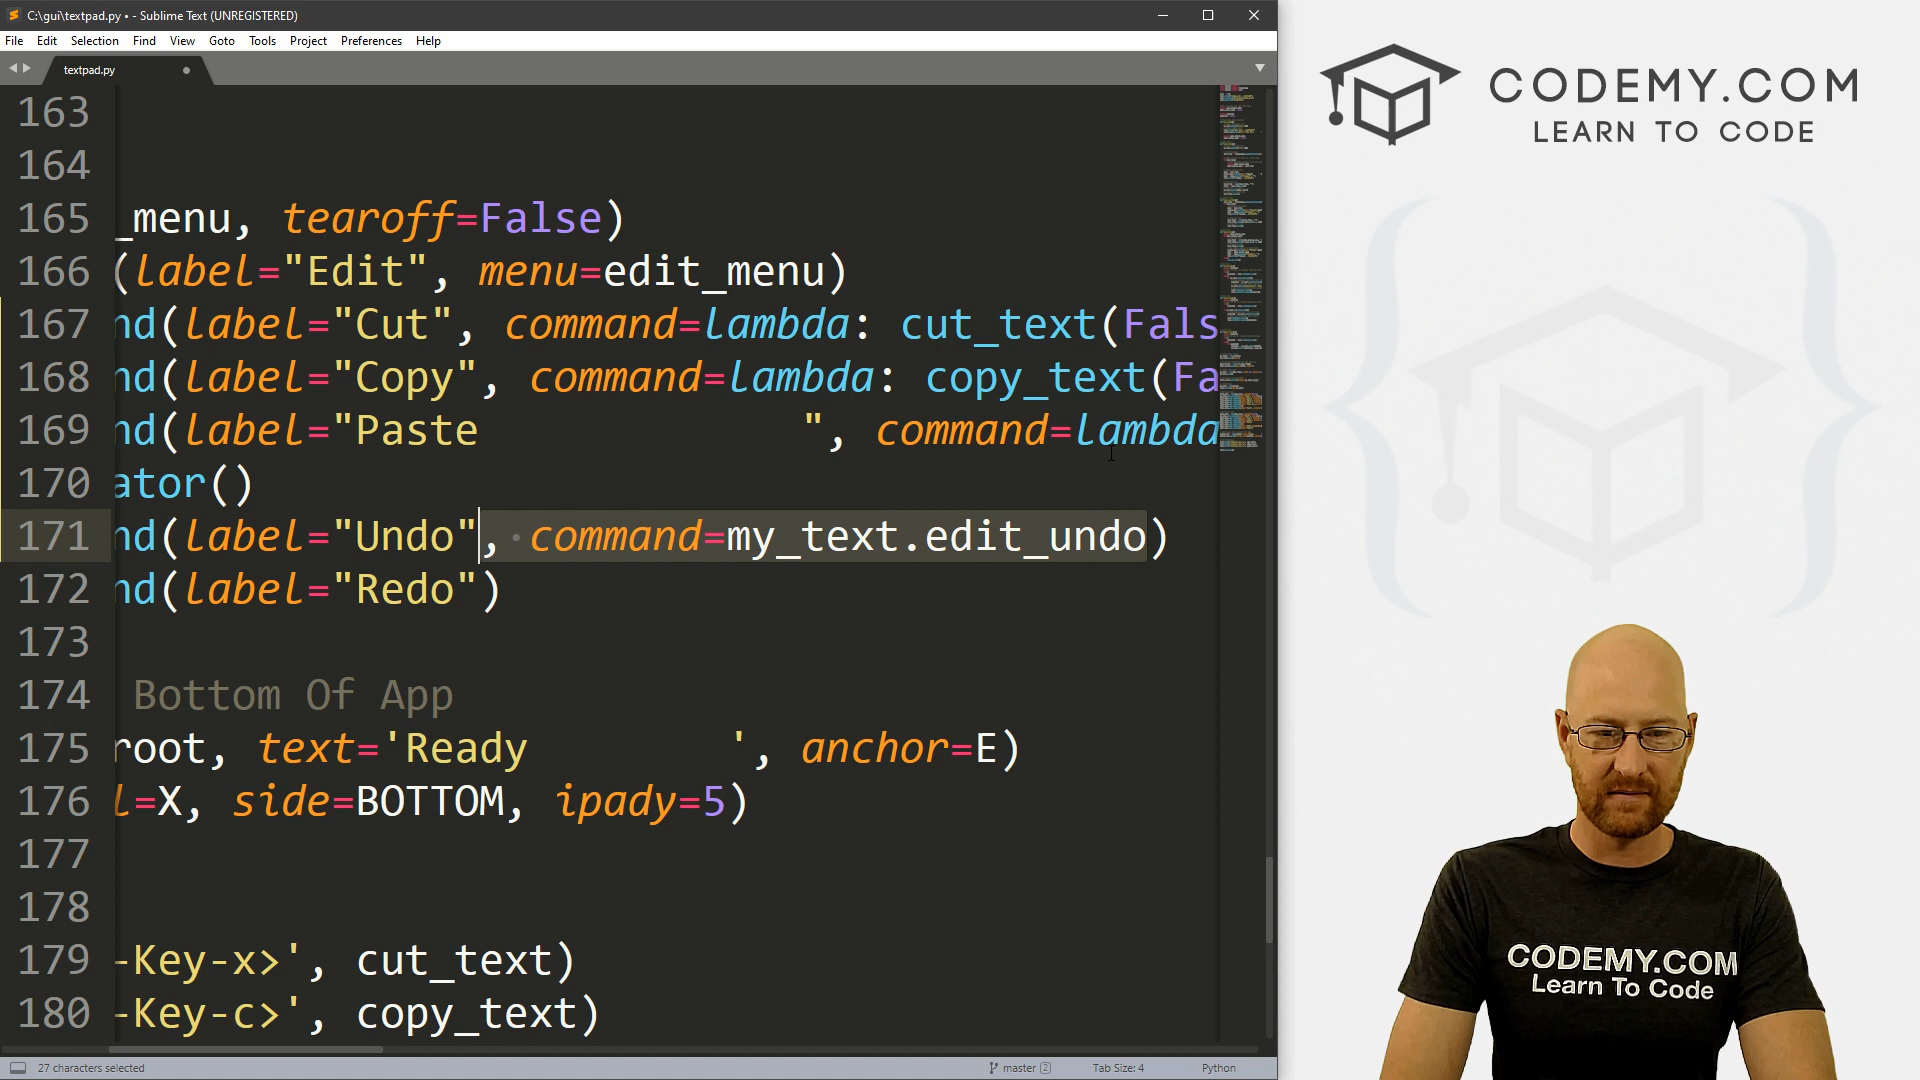 C:\gui\textpad.py • - Sublime Text (UNREGISTERED)
File Edit Selection Find View Goto Tools Project Preferences Help
textpad.py
163
164
165 _menu, tearoff=False)
166 (label="Edit", menu=edit_menu)
167 nd(label="Cut", command=lambda: cut_text(Fals
168 nd(label="Copy", command=lambda: copy_text(Fa
169 nd(label="Paste             ", command=lambda
170 ator()
171 nd(label="Undo", command=my_text.edit_undo)
172 nd(label="Redo")
173
174 Bottom Of App
175 root, text='Ready        ', anchor=E)
176 l=X, side=BOTTOM, ipady=5)
177
178
179 -Key-x>', cut_text)
180 -Key-c>', copy_text)
27 characters selected
master 2
Tab Size: 4
Python
CODEMY.COM
LEARN TO CODE
CODEMY.COM
Learn To Code